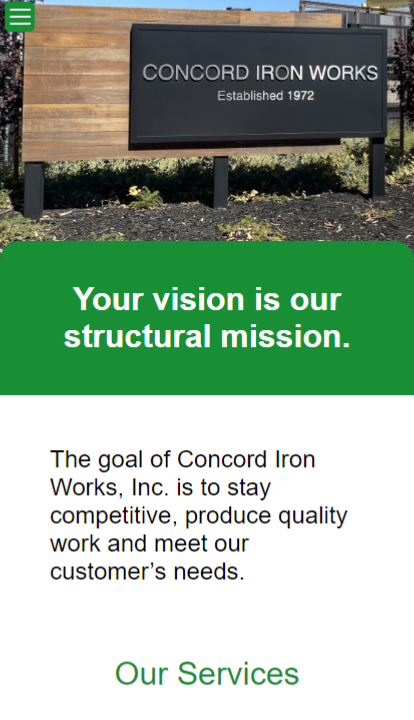 CONCORD IRON WORKS
Established 1972
Your vision is our
structural mission.
The goal of Concord Iron
Works, Inc. is to stay
competitive, produce quality
work and meet our
customer’s needs.
Our Services